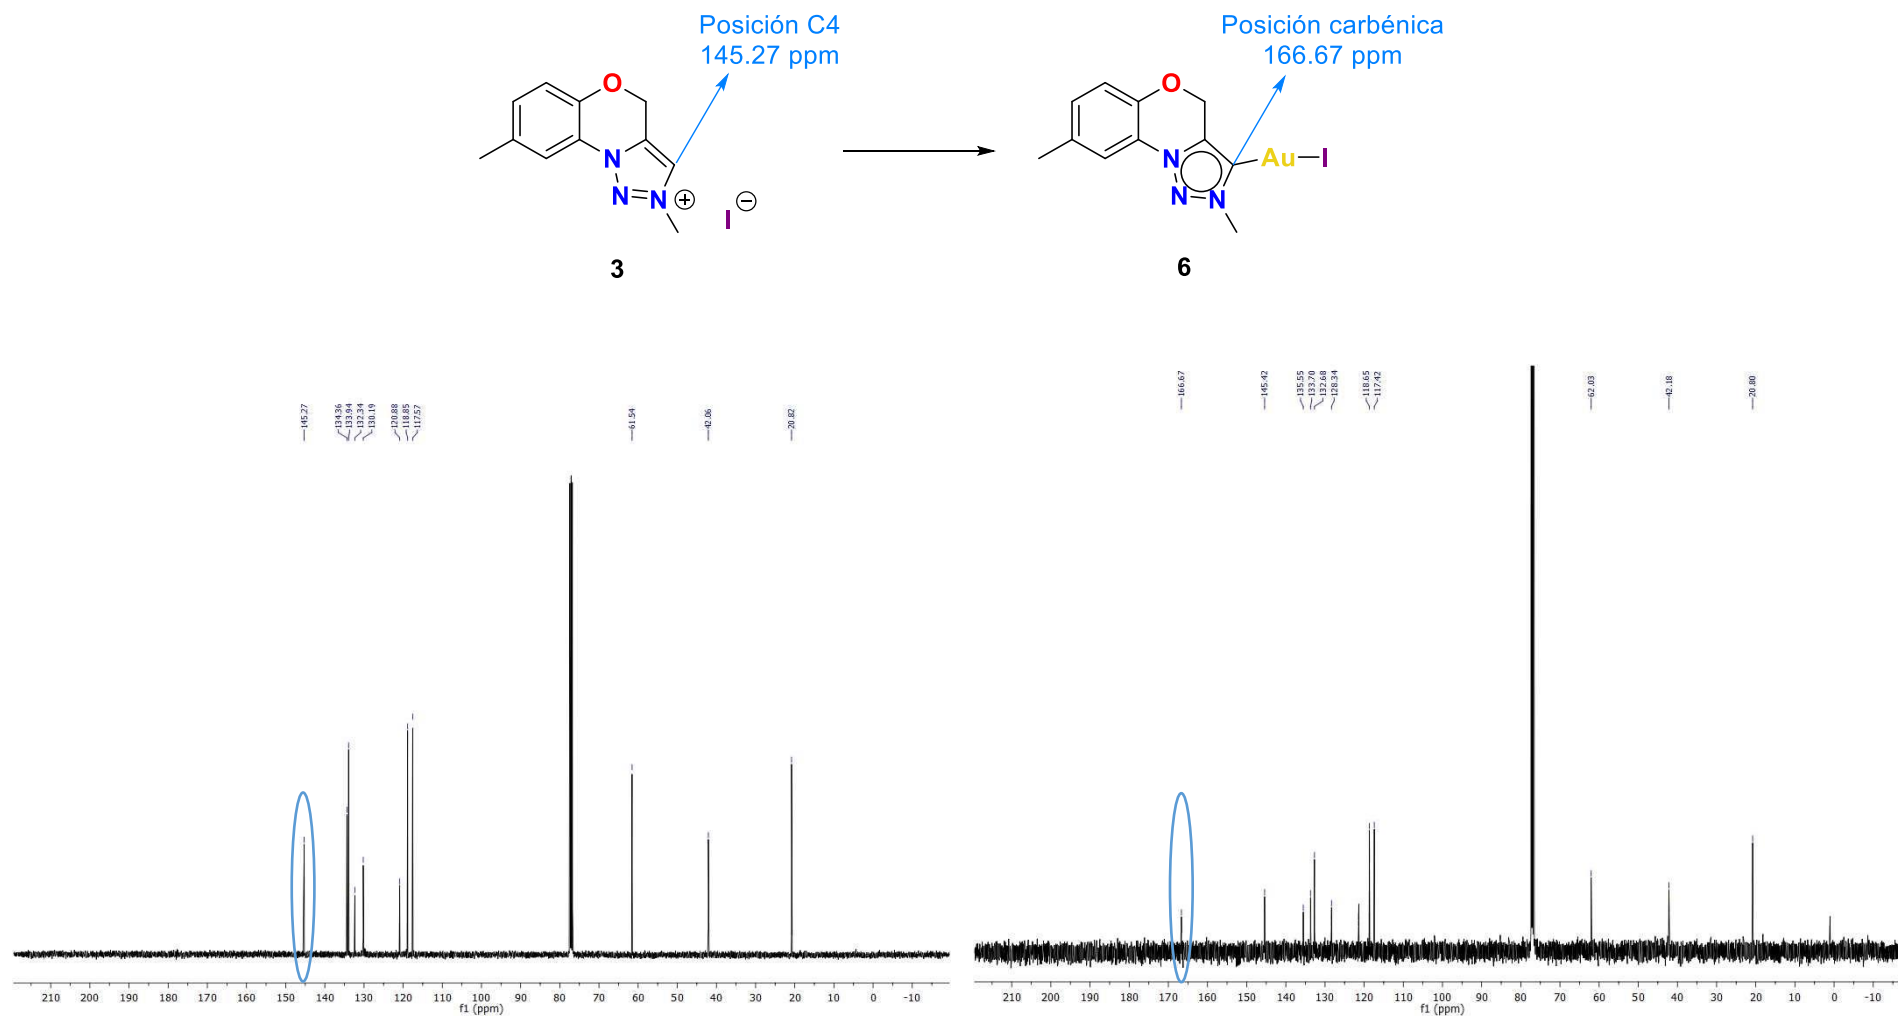 Posición C4
145.27 ppm
Posición carbénica
166.67 ppm
O
N
N=N
+
I
−
3
O
N
N
N
Au
I
6
145.27
134.36
133.94
132.34
130.19
120.88
118.85
117.57
61.54
42.06
20.82
166.67
145.42
135.55
133.70
132.68
128.34
118.65
117.42
62.03
42.18
20.80
210 200 190 180 170 160 150 140 130 120 110 100 90 80 70 60 50 40 30 20 10 0 -10
f1 (ppm)
210 200 190 180 170 160 150 140 130 120 110 100 90 80 70 60 50 40 30 20 10 0 -10
f1 (ppm)